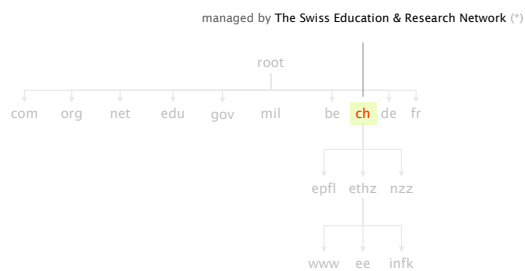 managed by The Swiss Education & Research Network (*)
root
com org net edu gov mil be ch de fr
epfl ethz nzz
www ee infk